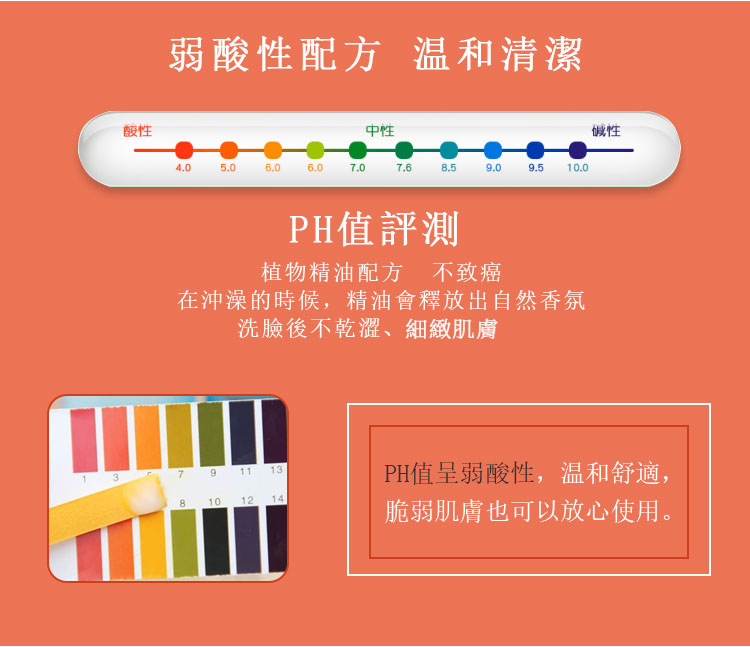 弱酸性配方 温和清潔
酸性 中性 碱性
4.0 5.0 6.0 6.0 7.0 7.6 8.5 9.0 9.5 10.0
PH值評測
植物精油配方 不致癌
在沖澡的時候，精油會釋放出自然香氛
洗臉後不乾澀、細緻肌膚
1 3 5 7 9 11 13
8 10 12 14
PH值呈弱酸性，温和舒適，
脆弱肌膚也可以放心使用。